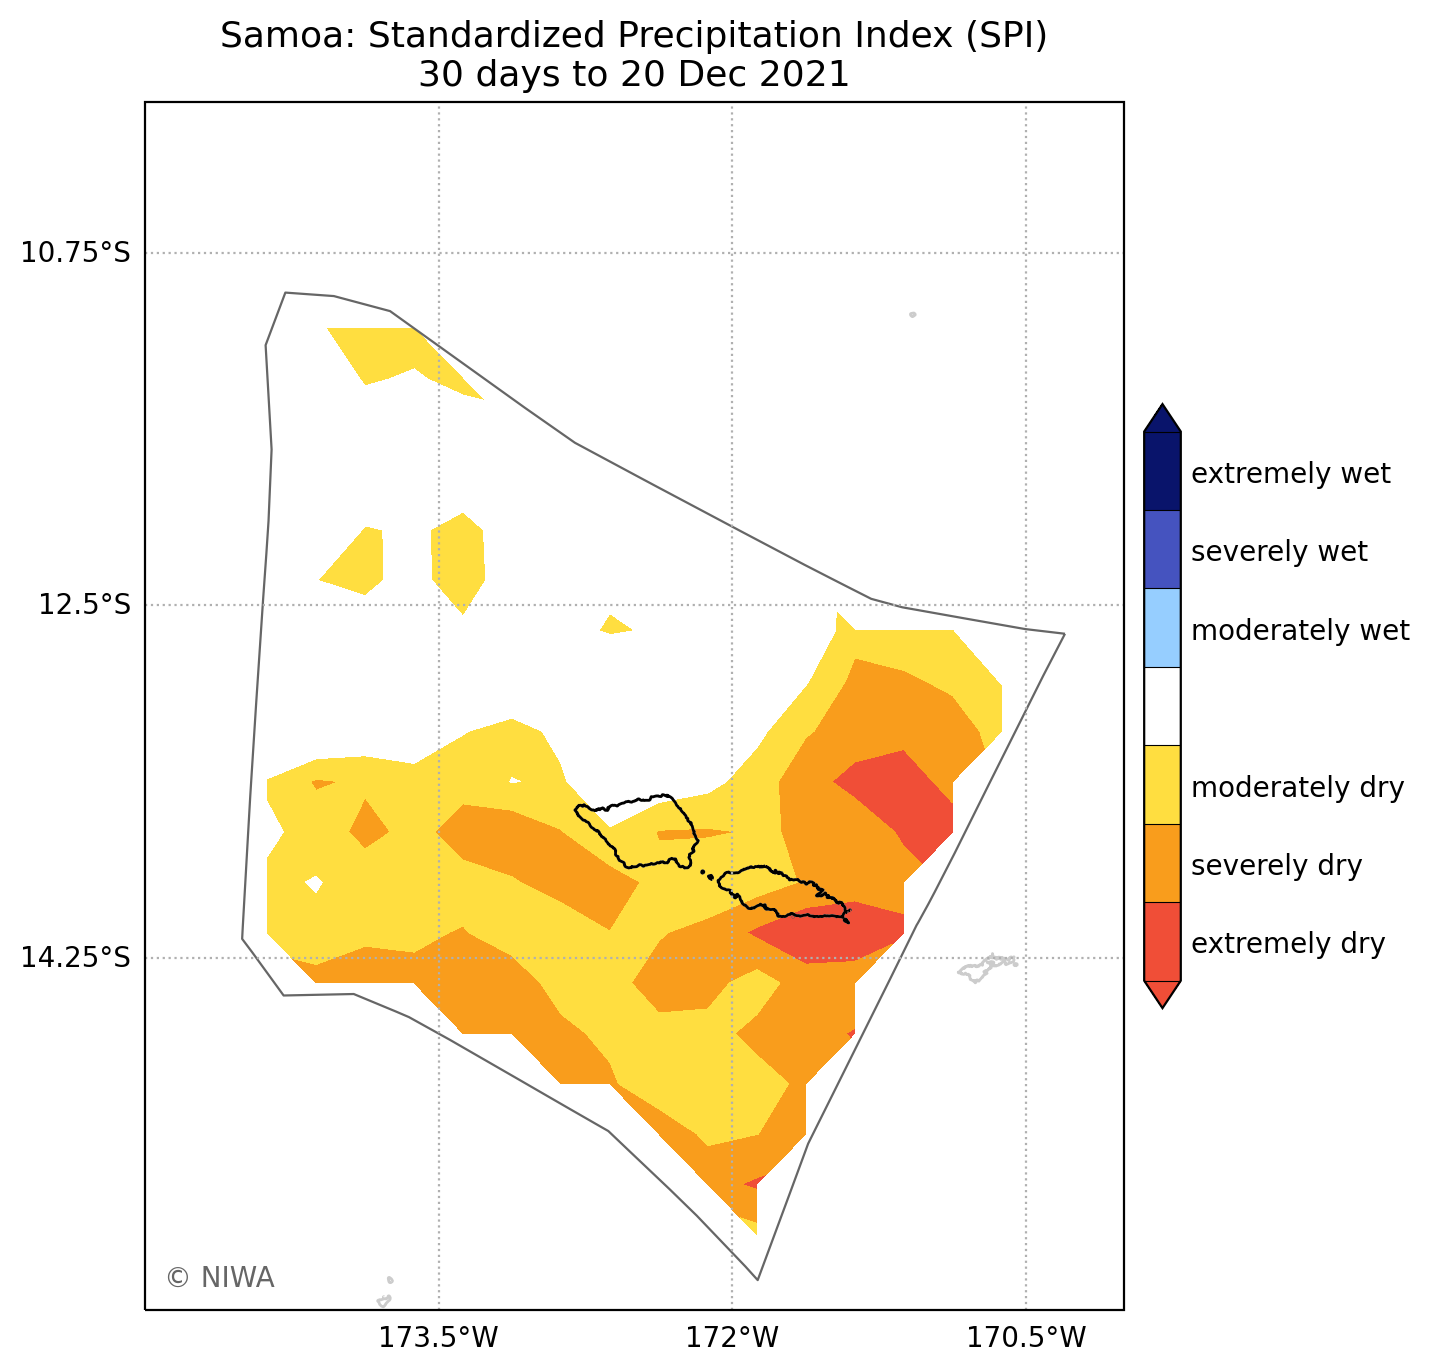 Samoa: Standardized Precipitation Index (SPI)
30 days to 20 Dec 2021
10.75°S
12.5°S
14.25°S
173.5°W
172°W
170.5°W
extremely wet
severely wet
moderately wet
moderately dry
severely dry
extremely dry
© NIWA